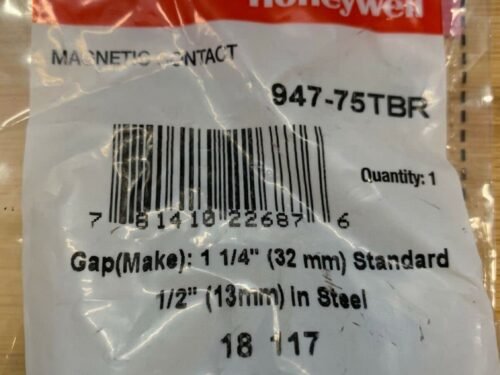 Honeywell
MAGNETIC CONTACT
947-75TBR
Quantity: 1
7 81410 22687 6
Gap(Make): 1 1/4" (32 mm) Standard
1/2" (13mm) In Steel
18 117